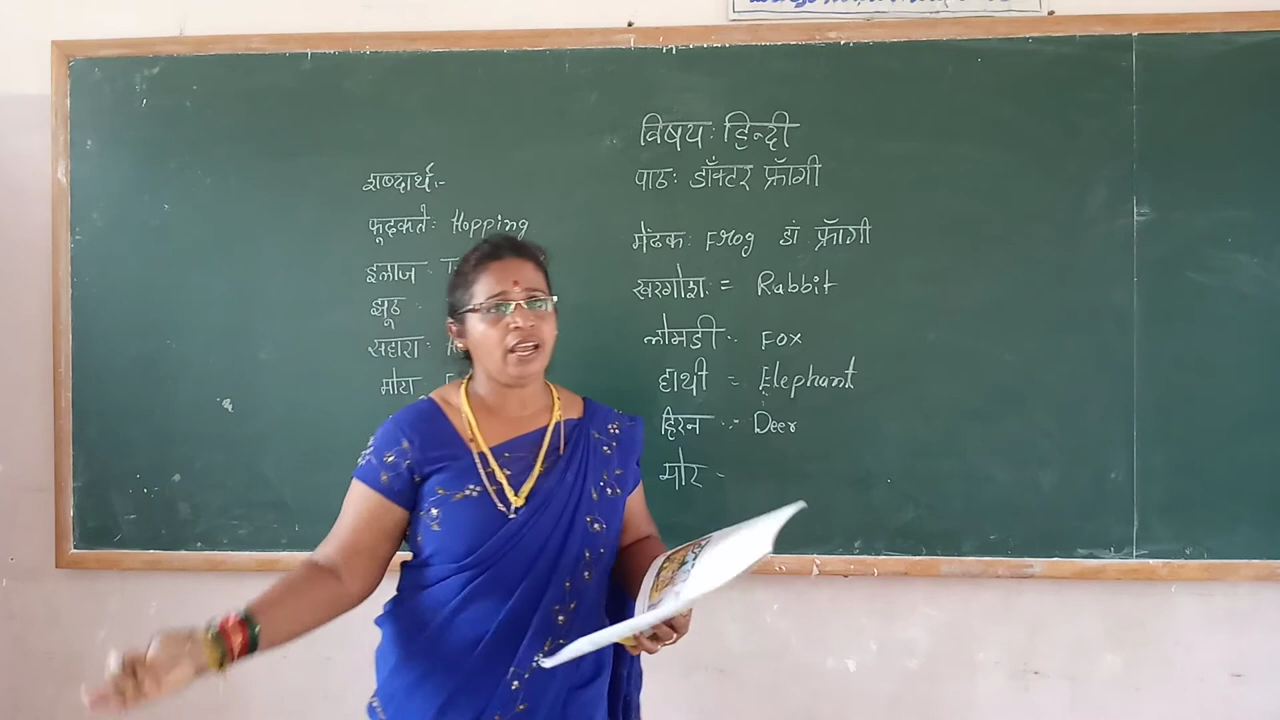 विषय: हिन्दी
पाठ: डॉक्टर फ्रॉगी
शब्दार्थ:-
फूदकते: Hopping
इलाज :
झूठ :
सहारा:
मोटा:
मेंढक: Frog डां फ्रॉगी
खरगोश: = Rabbit
लोमडी :- Fox
हाथी = Elephant
हिरन :- Deer
मोर -